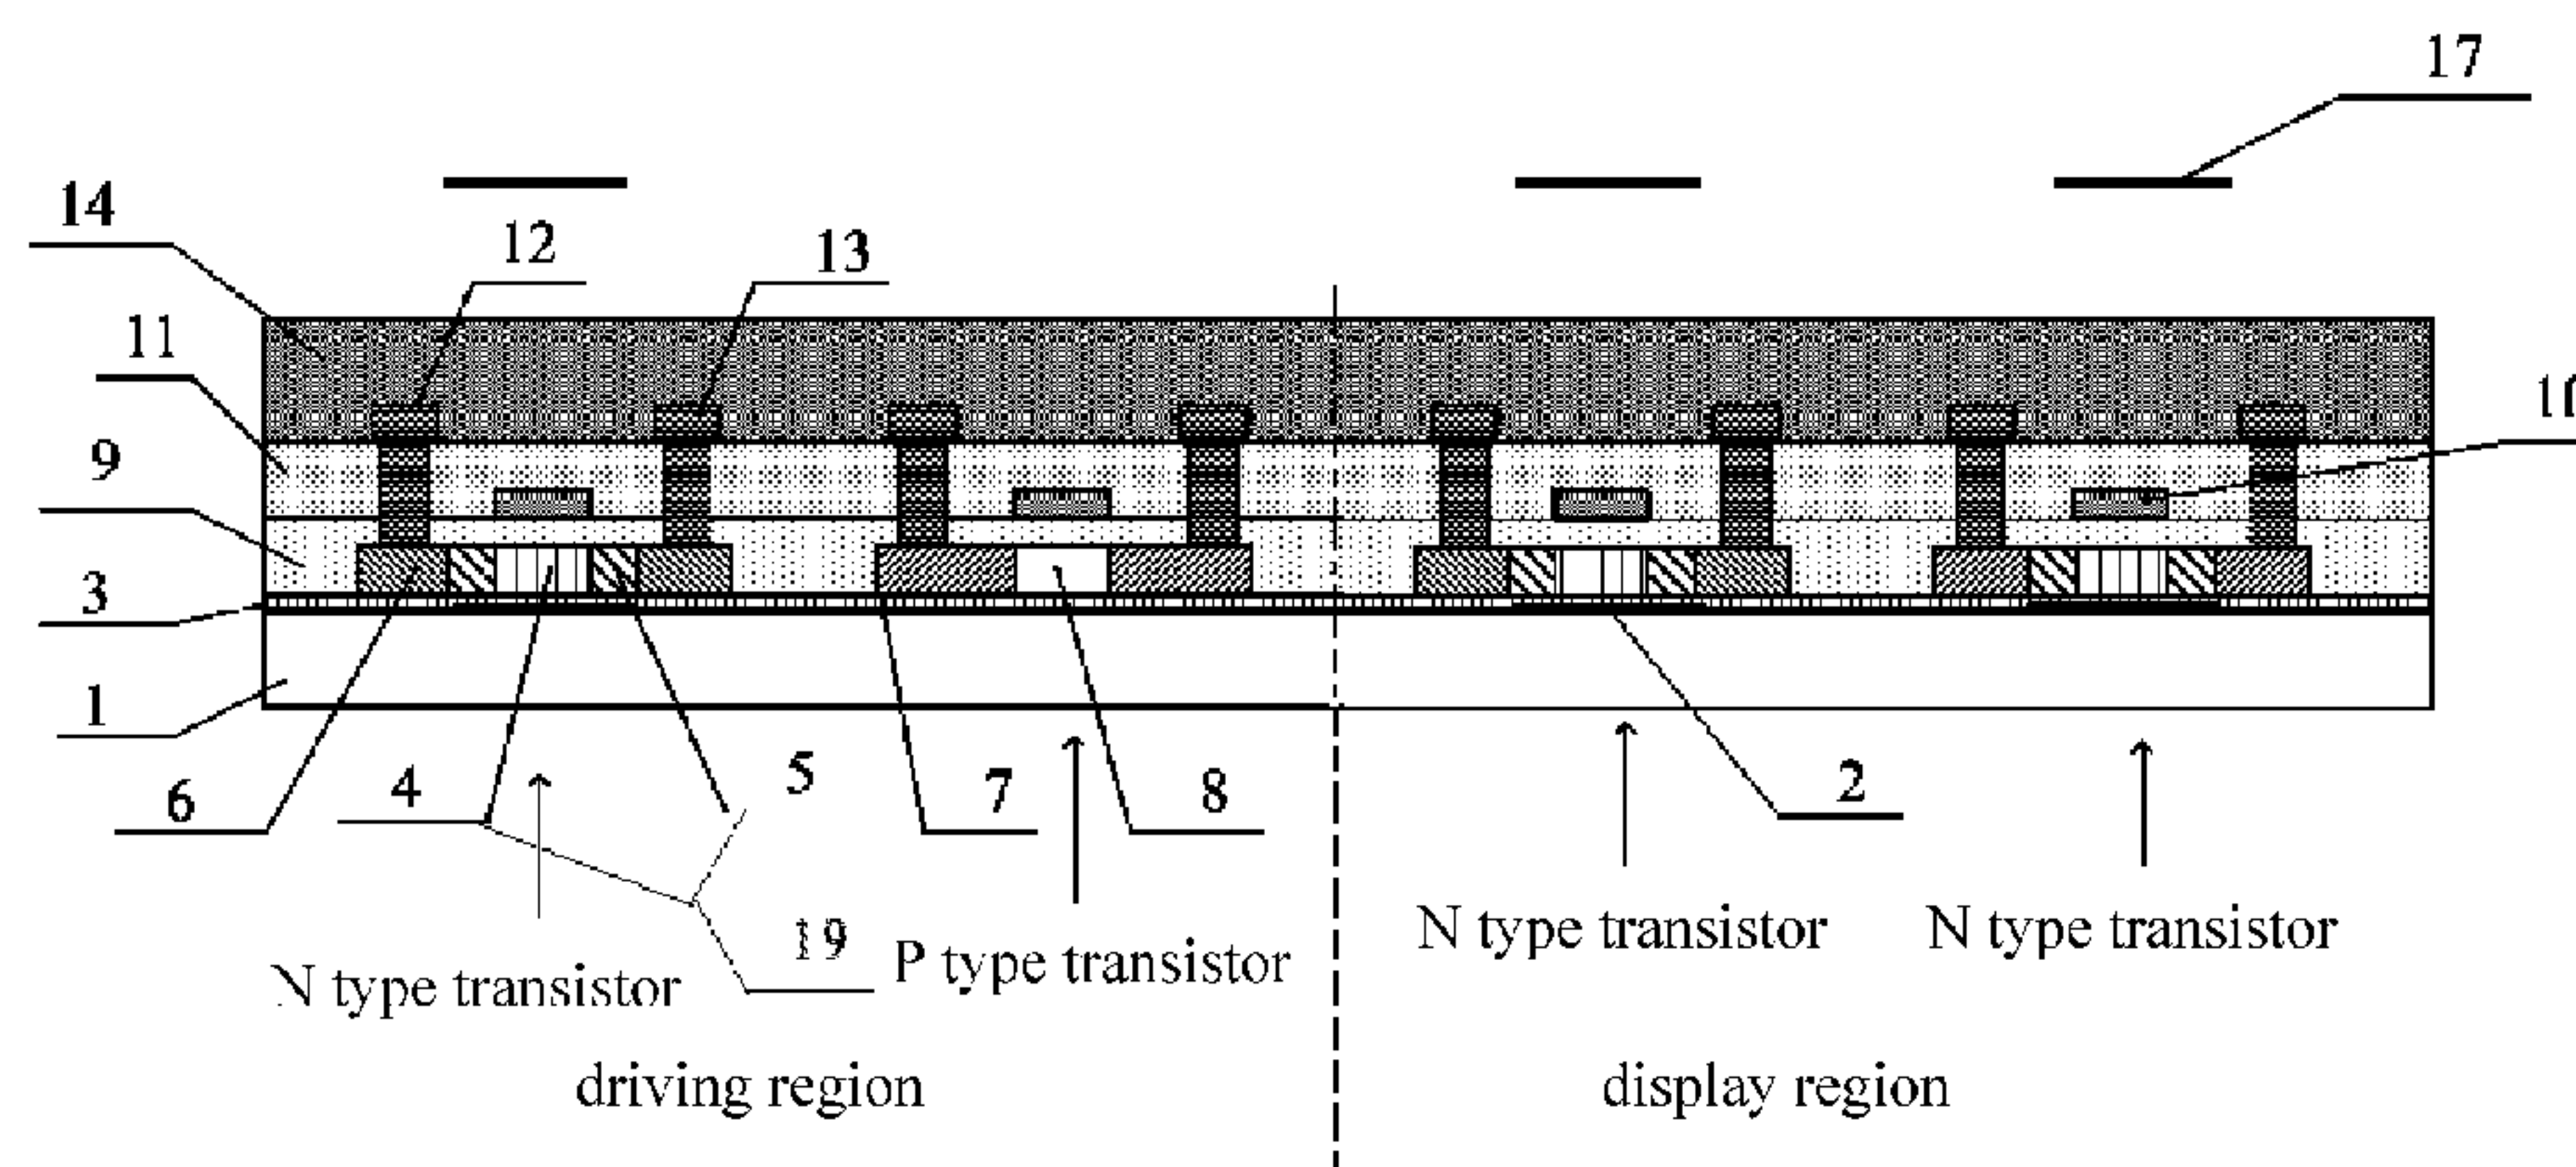 17
14
12
13
11
9
3
1
6
4
5
7
8
2
19
N type transistor
P type transistor
N type transistor
N type transistor
driving region
display region